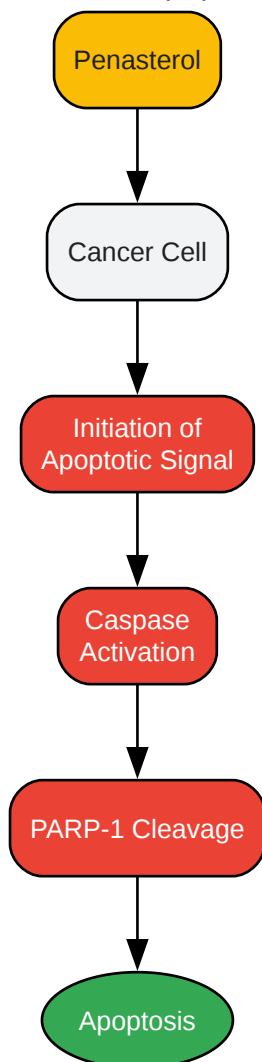 Penasterol
Cancer Cell
Initiation of
Apoptotic Signal
Caspase
Activation
PARP-1 Cleavage
Apoptosis